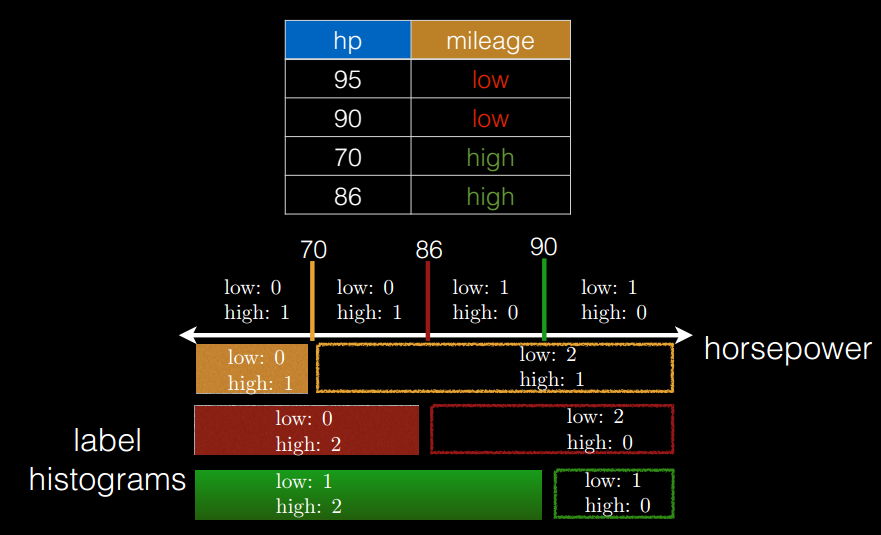 hp mileage
95 low
90 low
70 high
86 high
70 86 90
low: 0 low: 0 low: 1 low: 1
high: 1 high: 1 high: 0 high: 0
horsepower
low: 0 low: 2
high: 1 high: 1
label
histograms
low: 0 low: 2
high: 2 high: 0
low: 1 low: 1
high: 2 high: 0